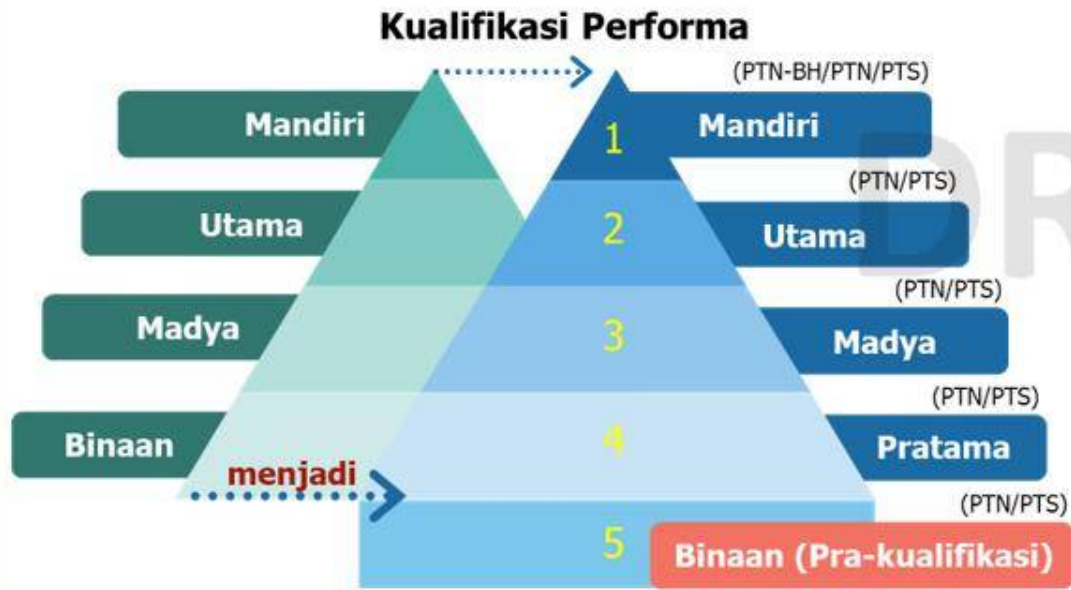 Kualifikasi Performa
(PTN-BH/PTN/PTS)
Mandiri
1
Mandiri
(PTN/PTS)
Utama
2
Utama
(PTN/PTS)
Madya
3
Madya
(PTN/PTS)
Binaan
4
Pratama
menjadi
(PTN/PTS)
5
Binaan (Pra-kualifikasi)
DR